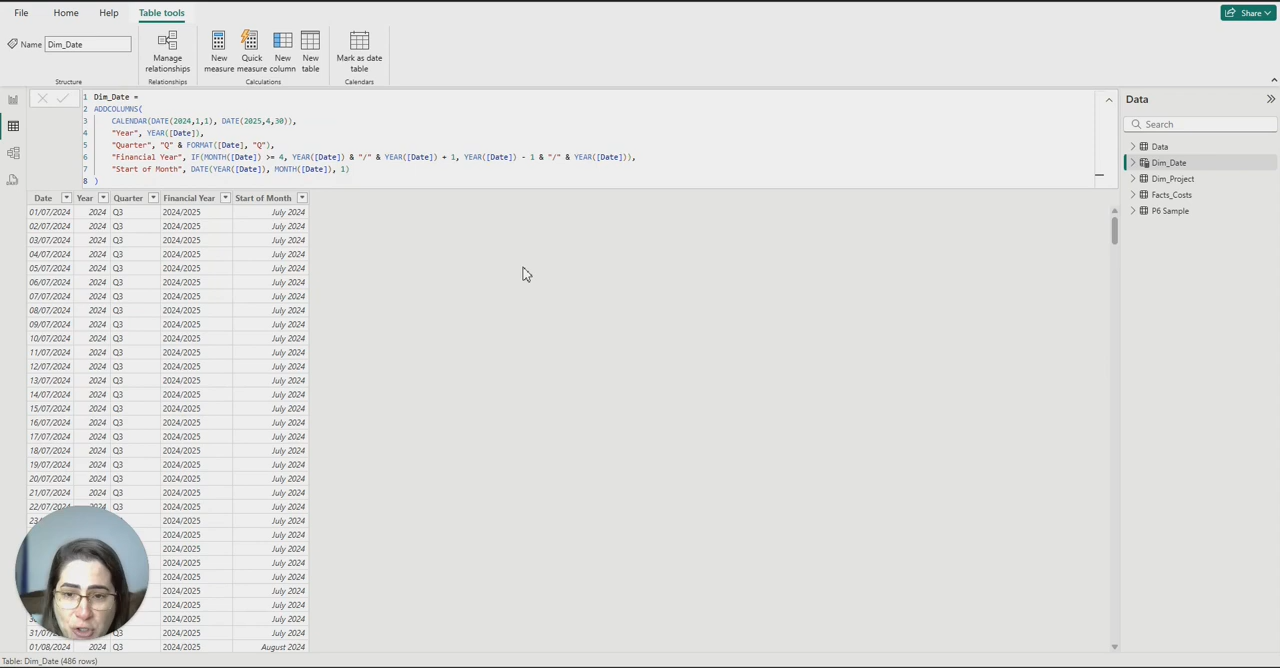 File Home Help Table tools Share
Name Dim_Date
Manage relationships
New measure
Quick measure
New column
New table
Mark as date table
Structure Relationships Calculations Calendars
1 Dim_Date =
2 ADDCOLUMNS(
3 CALENDAR(DATE(2024,1,1), DATE(2025,4,30)),
4 "Year", YEAR([Date]),
5 "Quarter", "Q" & FORMAT([Date], "Q"),
6 "Financial Year", IF(MONTH([Date]) >= 4, YEAR([Date]) & "/" & YEAR([Date]) + 1, YEAR([Date]) - 1 & "/" & YEAR([Date])),
7 "Start of Month", DATE(YEAR([Date]), MONTH([Date]), 1)
8 )
Date Year Quarter Financial Year Start of Month
01/07/2024 2024 Q3 2024/2025 July 2024
02/07/2024 2024 Q3 2024/2025 July 2024
03/07/2024 2024 Q3 2024/2025 July 2024
04/07/2024 2024 Q3 2024/2025 July 2024
05/07/2024 2024 Q3 2024/2025 July 2024
06/07/2024 2024 Q3 2024/2025 July 2024
07/07/2024 2024 Q3 2024/2025 July 2024
08/07/2024 2024 Q3 2024/2025 July 2024
09/07/2024 2024 Q3 2024/2025 July 2024
10/07/2024 2024 Q3 2024/2025 July 2024
11/07/2024 2024 Q3 2024/2025 July 2024
12/07/2024 2024 Q3 2024/2025 July 2024
13/07/2024 2024 Q3 2024/2025 July 2024
14/07/2024 2024 Q3 2024/2025 July 2024
15/07/2024 2024 Q3 2024/2025 July 2024
16/07/2024 2024 Q3 2024/2025 July 2024
17/07/2024 2024 Q3 2024/2025 July 2024
18/07/2024 2024 Q3 2024/2025 July 2024
19/07/2024 2024 Q3 2024/2025 July 2024
20/07/2024 2024 Q3 2024/2025 July 2024
21/07/2024 2024 Q3 2024/2025 July 2024
22/07/2024 2024 Q3 2024/2025 July 2024
Q3 2024/2025 July 2024
Q3 2024/2025 July 2024
2024/2025 July 2024
2024/2025 July 2024
2024/2025 July 2024
2024/2025 July 2024
2024/2025 July 2024
2024/2025 July 2024
31/07/2024 Q3 2024/2025 July 2024
01/08/2024 2024 Q3 2024/2025 August 2024
Table: Dim_Date (486 rows)
Data
Search
Data
Dim_Date
Dim_Project
Facts_Costs
P6 Sample